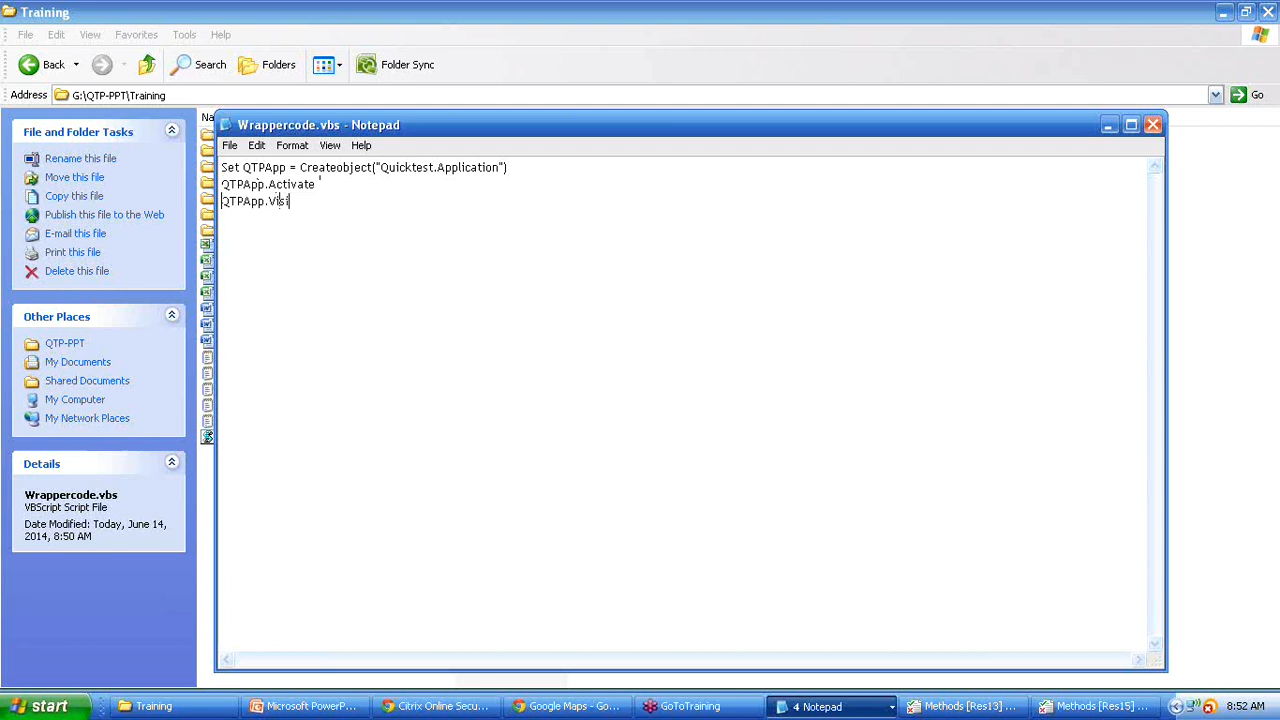 Training
File Edit View Favorites Tools Help
Back Search Folders Folder Sync
Address G:\QTP-PPT\Training Go
File and Folder Tasks
Rename this file
Move this file
Copy this file
Publish this file to the Web
E-mail this file
Print this file
Delete this file
Other Places
QTP-PPT
My Documents
Shared Documents
My Computer
My Network Places
Details
Wrappercode.vbs
VBScript Script File
Date Modified: Today, June 14,
2014, 8:50 AM
Na
Wrappercode.vbs - Notepad
File Edit Format View Help
Set QTPApp = Createobject("Quicktest.Application")
QTPApp.Activate '
QTPApp.Visi
start Training Microsoft PowerP... Citrix Online Secu... Google Maps - Go... GoToTraining 4 Notepad Methods [Res13] ... Methods [Res15] ... 8:52 AM